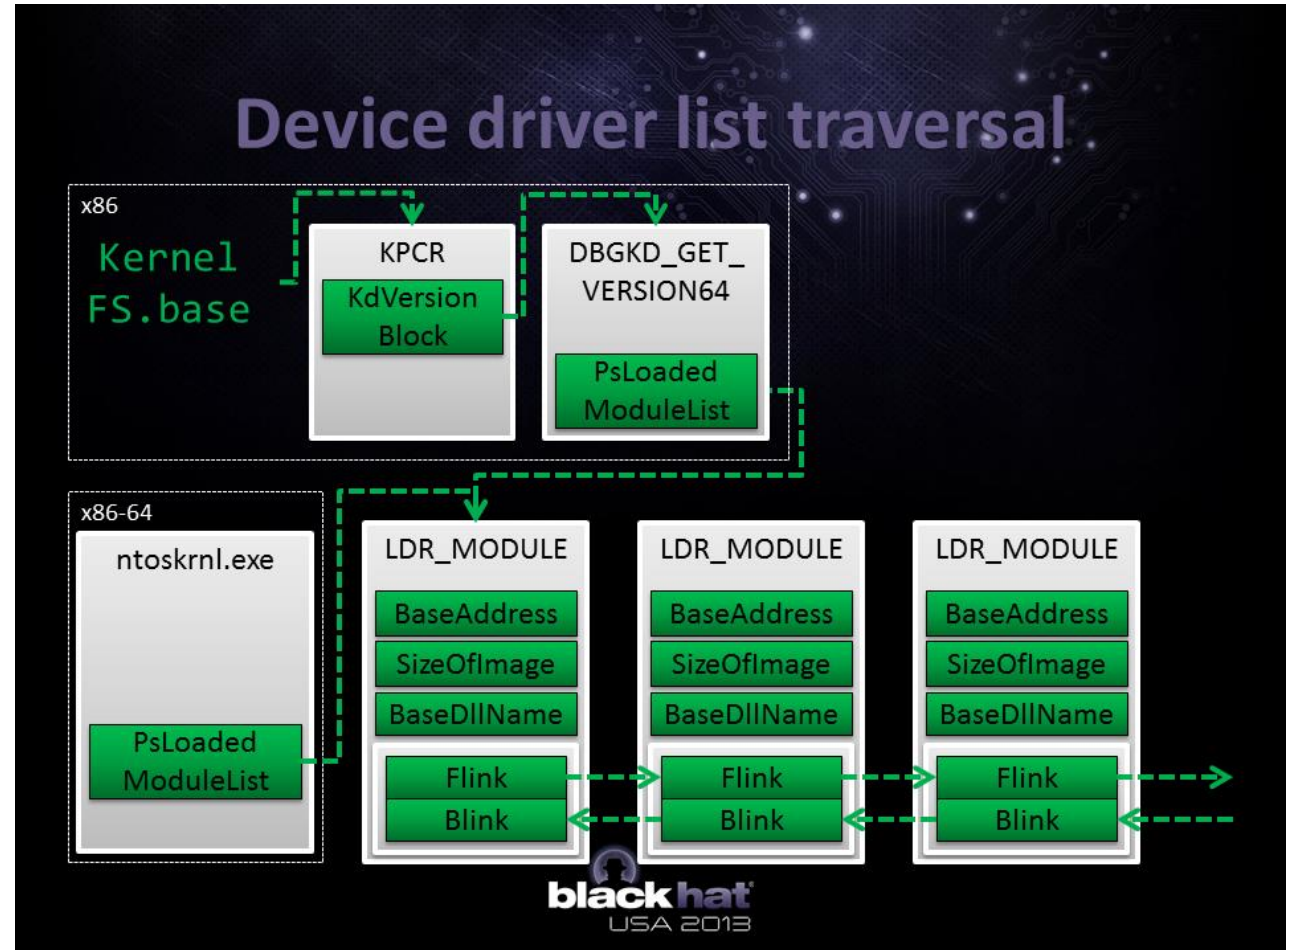 Device driver list traversal
x86
Kernel
FS.base
KPCR
KdVersion
Block
DBGKD_GET_
VERSION64
PsLoaded
ModuleList
x86-64
ntoskrnl.exe
PsLoaded
ModuleList
LDR_MODULE
BaseAddress
SizeOfImage
BaseDllName
Flink
Blink
LDR_MODULE
BaseAddress
SizeOfImage
BaseDllName
Flink
Blink
LDR_MODULE
BaseAddress
SizeOfImage
BaseDllName
Flink
Blink
black hat
USA 2013